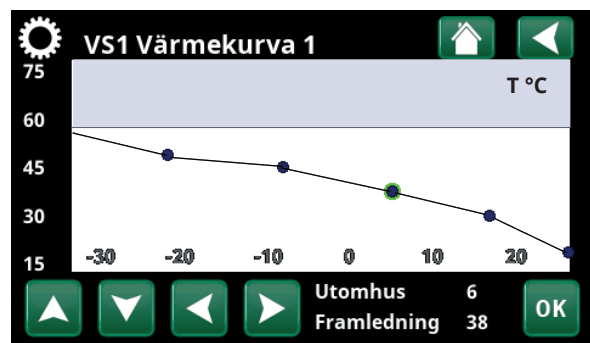 VS1 Värmekurva 1
75
T °C
60
45
30
15
-30 -20 -10 0 10 20
Utomhus 6
Framledning 38
OK